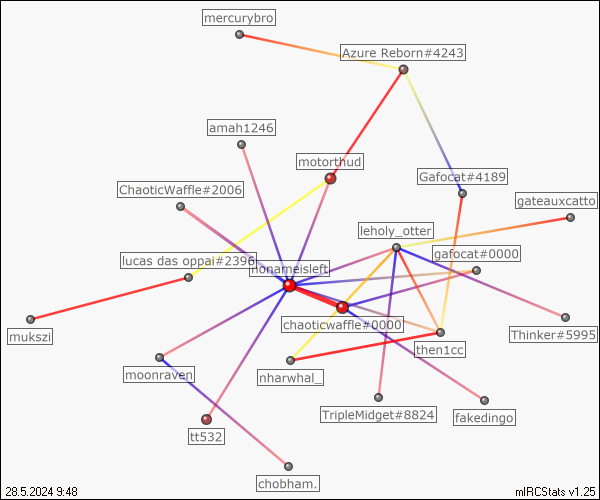 mercurybro
Azure Reborn#4243
amah1246
motorthud
Gafocat#4189
ChaoticWaffle#2006
gateauxcatto
leholy_otter
gafocat#0000
lucas das oppai#2396
nonameisleft
chaoticwaffle#0000
mukszi
Thinker#5995
then1cc
moonraven
nharwhal_
TripleMidget#8824
fakedingo
tt532
chobham.
28.5.2024 9:48
mIRCStats v1.25